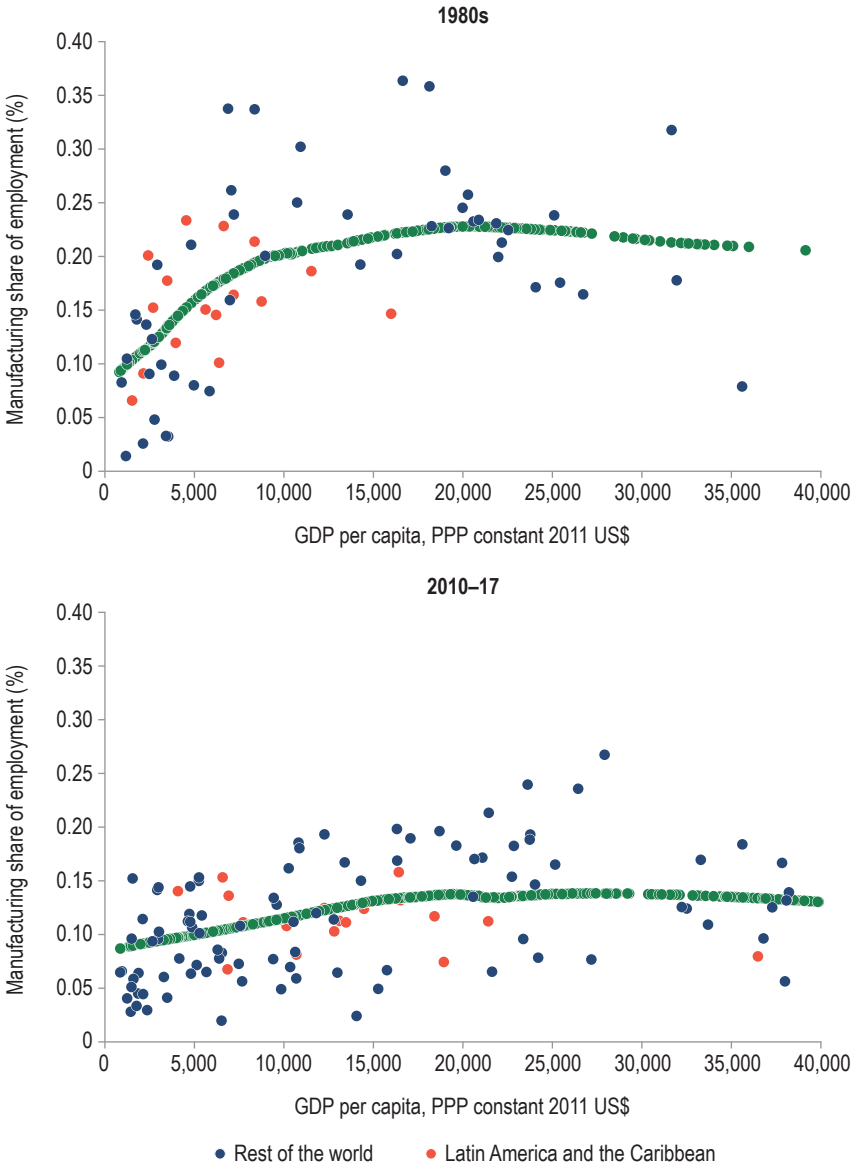 1980s
0.40
0.35
0.30
0.25
0.20
0.15
0.10
0.05
0
Manufacturing share of employment (%)
0 5,000 10,000 15,000 20,000 25,000 30,000 35,000 40,000
GDP per capita, PPP constant 2011 US$
2010–17
0.40
0.35
0.30
0.25
0.20
0.15
0.10
0.05
0
Manufacturing share of employment (%)
0 5,000 10,000 15,000 20,000 25,000 30,000 35,000 40,000
GDP per capita, PPP constant 2011 US$
Rest of the world Latin America and the Caribbean